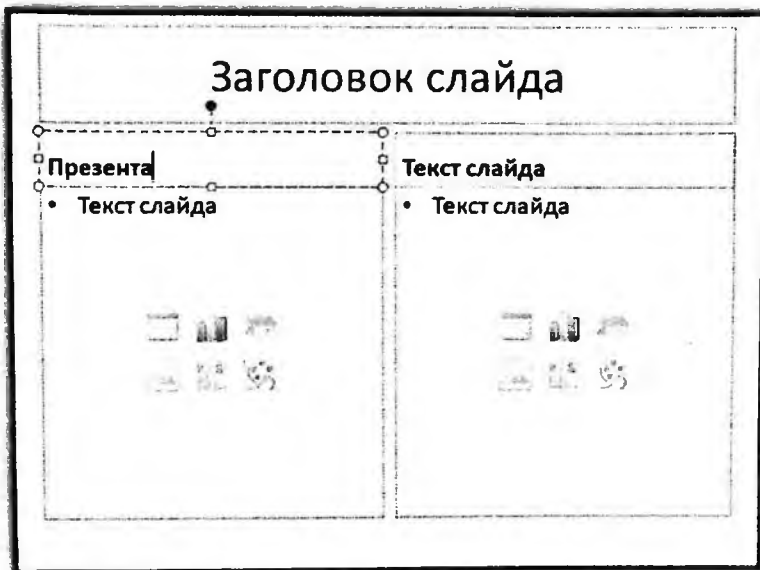 Заголовок слайда
Презента
Текст слайда
• Текст слайда
• Текст слайда